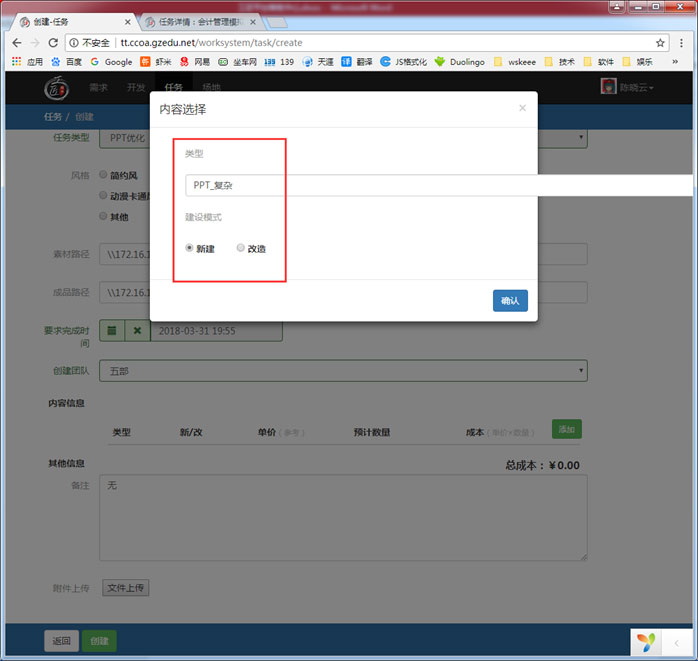 创建-任务
任务详情：会计管理模拟
不安全 tt.ccoa.gzedu.net/worksystem/task/create
应用 百度 Google 虾米 网易 坐车网 139 天涯 翻译 JS格式化 Duolingo wskeee 技术 软件 娱乐 »
需求 开发 任务 场地 陈晓云
任务 / 创建
内容选择 ×
任务类型 PPT优化
类型
风格 简约风
动漫卡通
其他
PPT_复杂
建设模式
新建 改造
素材路径 \\172.16.1
成品路径 \\172.16.1
确认
要求完成时间 2018-03-31 19:55
创建团队 五部
内容信息
类型 新/改 单价（参考） 预计数量 成本（单价×数量） 添加
其他信息 总成本：￥0.00
备注 无
附件上传 文件上传
返回 创建